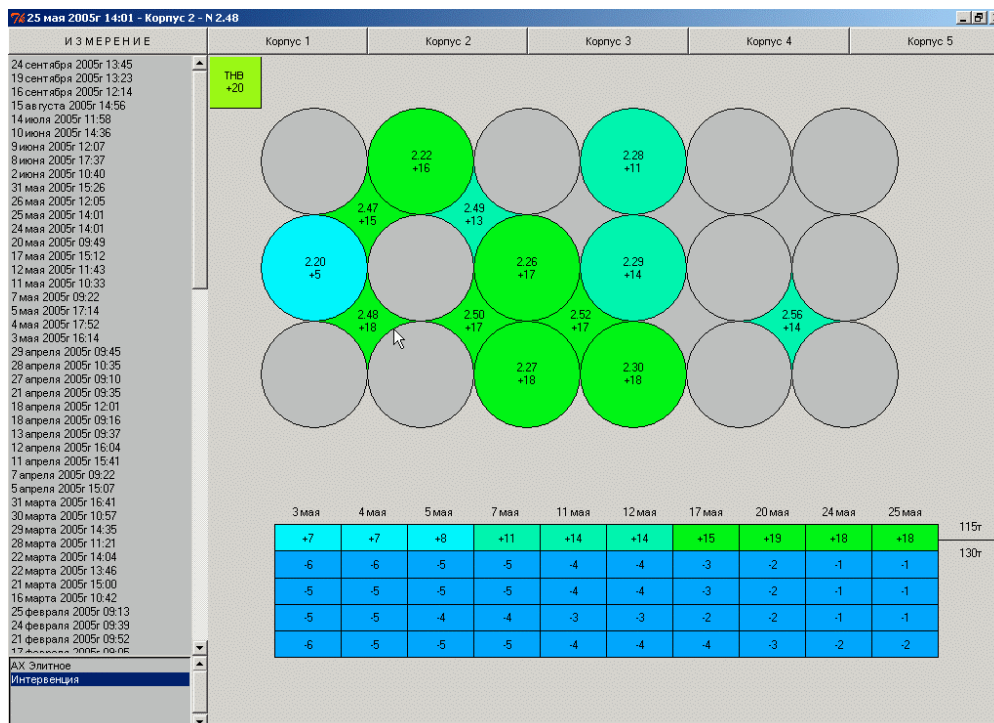 25 мая 2005г 14:01 - Корпус 2 - N 2.48
ИЗМЕРЕНИЕ
Корпус 1
Корпус 2
Корпус 3
Корпус 4
Корпус 5
24 сентября 2005г 13:45
19 сентября 2005г 13:23
16 сентября 2005г 12:14
15 августа 2005г 14:56
14 июля 2005г 11:58
10 июня 2005г 14:36
9 июня 2005г 12:07
8 июня 2005г 17:37
2 июня 2005г 10:40
31 мая 2005г 15:26
26 мая 2005г 12:05
25 мая 2005г 14:01
24 мая 2005г 14:01
20 мая 2005г 09:49
17 мая 2005г 15:12
12 мая 2005г 11:43
11 мая 2005г 10:33
7 мая 2005г 09:22
5 мая 2005г 17:14
4 мая 2005г 17:52
3 мая 2005г 16:14
29 апреля 2005г 09:45
28 апреля 2005г 10:35
27 апреля 2005г 09:10
21 апреля 2005г 09:35
18 апреля 2005г 12:01
18 апреля 2005г 09:16
13 апреля 2005г 09:37
12 апреля 2005г 16:04
11 апреля 2005г 15:41
7 апреля 2005г 09:22
5 апреля 2005г 15:07
31 марта 2005г 16:41
30 марта 2005г 10:57
29 марта 2005г 14:35
28 марта 2005г 11:21
22 марта 2005г 14:04
22 марта 2005г 13:46
21 марта 2005г 15:00
16 марта 2005г 10:42
25 февраля 2005г 09:13
24 февраля 2005г 09:39
21 февраля 2005г 09:52
17 февраля 2005г 09:05
АХ Элитное
Интервенция
ТНВ
+20
2.22
+16
2.28
+11
2.47
+15
2.49
+13
2.20
+5
2.26
+17
2.29
+14
2.48
+18
2.50
+17
2.52
+17
2.56
+14
2.27
+18
2.30
+18
3 мая 4 мая 5 мая 7 мая 11 мая 12 мая 17 мая 20 мая 24 мая 25 мая
+7 +7 +8 +11 +14 +14 +15 +19 +18 +18 115т
-6 -6 -5 -5 -4 -4 -3 -2 -1 -1 130т
-5 -5 -5 -5 -4 -4 -3 -2 -1 -1
-5 -5 -4 -4 -3 -3 -2 -2 -1 -1
-6 -5 -5 -5 -4 -4 -4 -3 -2 -2